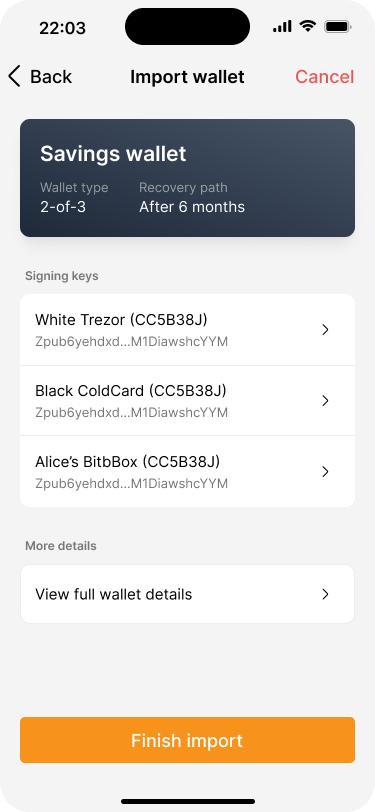 22:03
Back
Import wallet
Cancel
Savings wallet
Wallet type
Recovery path
2-of-3
After 6 months
Signing keys
White Trezor (CC5B38J)
Zpub6yehdxd...M1DiawshcYYM
Black ColdCard (CC5B38J)
Zpub6yehdxd...M1DiawshcYYM
Alice’s BitbBox (CC5B38J)
Zpub6yehdxd...M1DiawshcYYM
More details
View full wallet details
Finish import